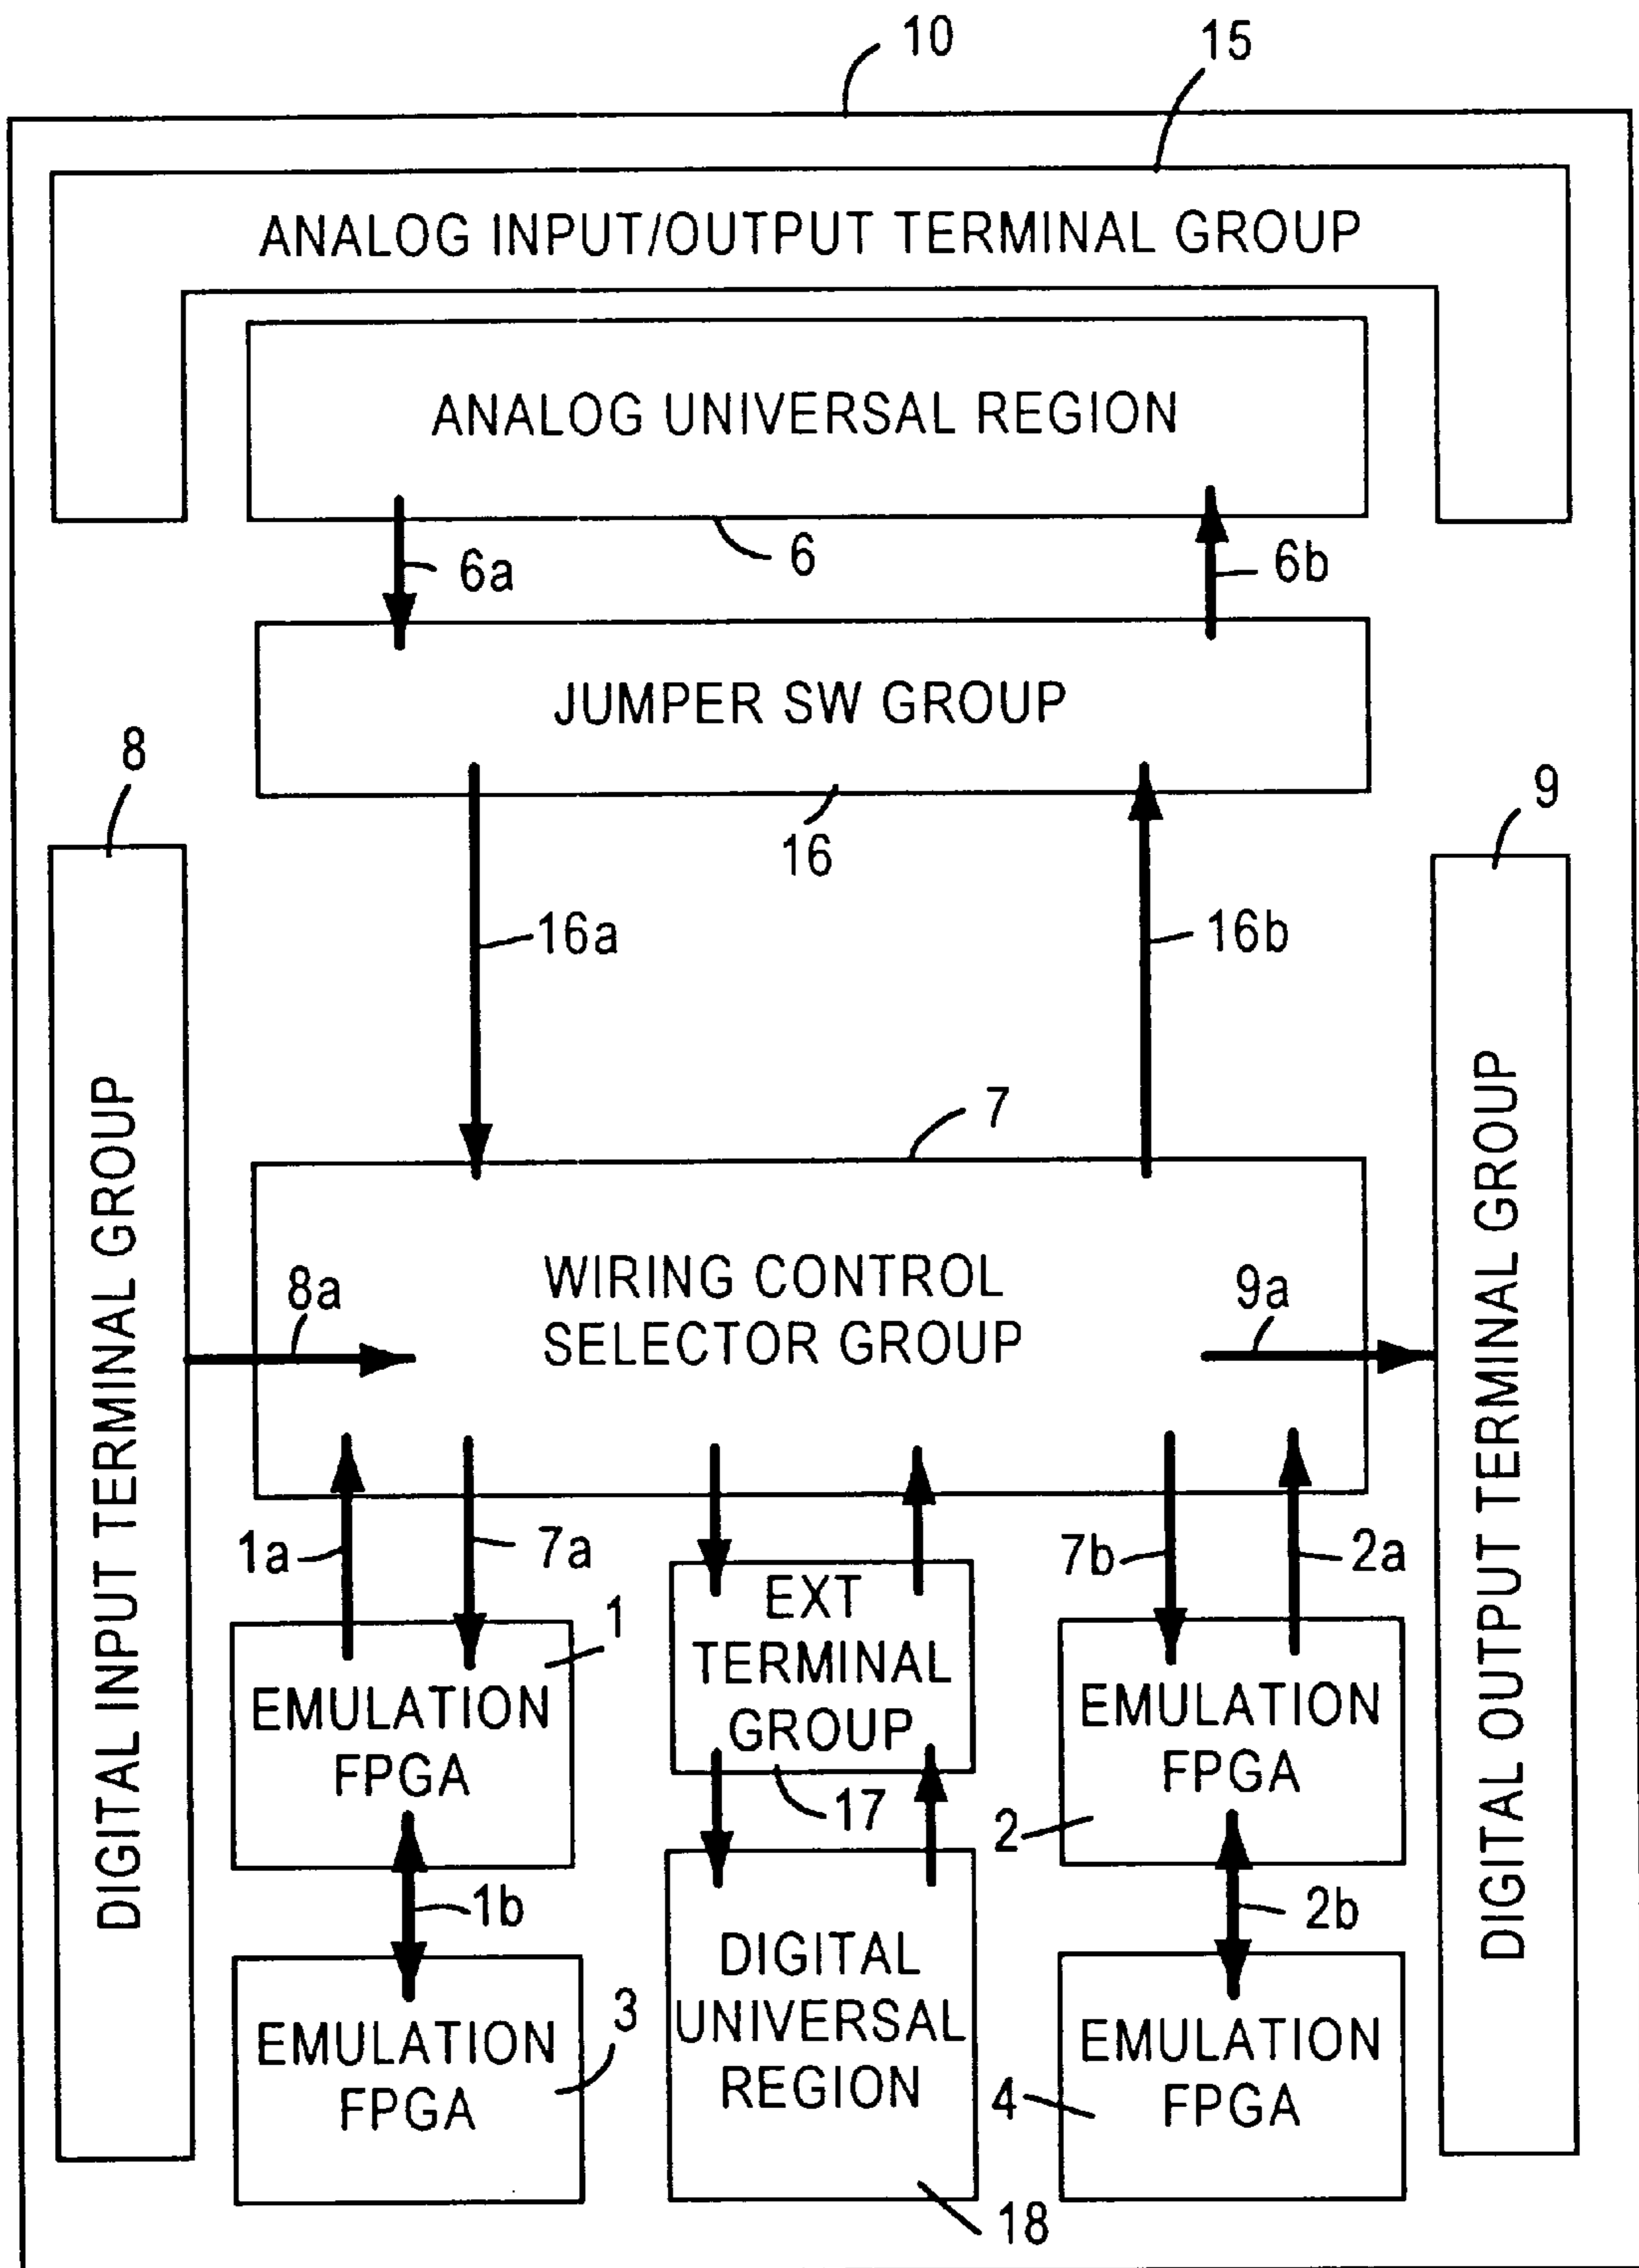 10
15
ANALOG INPUT/OUTPUT TERMINAL GROUP
ANALOG UNIVERSAL REGION
6
6a
6b
JUMPER SW GROUP
8
16
9
16a
16b
7
DIGITAL INPUT TERMINAL GROUP
WIRING CONTROL
SELECTOR GROUP
8a
9a
DIGITAL OUTPUT TERMINAL GROUP
1a
7a
7b
2a
1
EMULATION
FPGA
EXT
TERMINAL
GROUP
17
EMULATION
FPGA
2
1b
2b
EMULATION
FPGA
3
DIGITAL
UNIVERSAL
REGION
18
EMULATION
FPGA
4